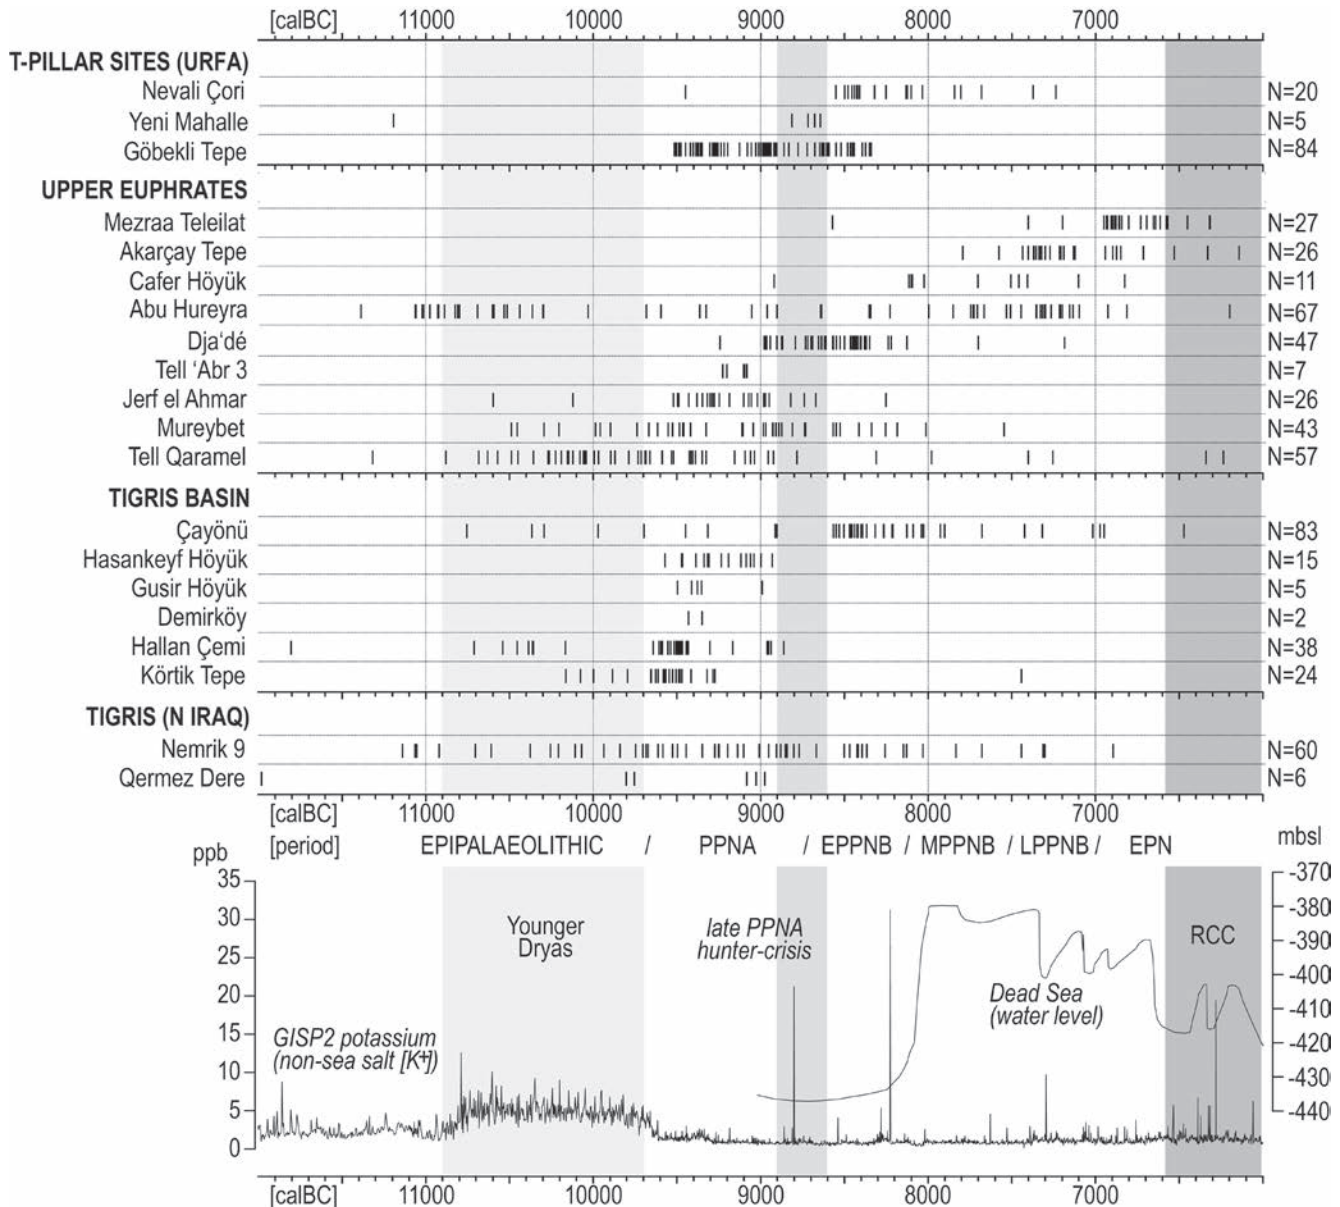 [calBC] 11000 10000 9000 8000 7000
T-PILLAR SITES (URFA)
Nevali Çori N=20
Yeni Mahalle N=5
Göbekli Tepe N=84
UPPER EUPHRATES
Mezraa Teleilat N=27
Akarçay Tepe N=26
Cafer Höyük N=11
Abu Hureyra N=67
Dja‘dé N=47
Tell ‘Abr 3 N=7
Jerf el Ahmar N=26
Mureybet N=43
Tell Qaramel N=57
TIGRIS BASIN
Çayönü N=83
Hasankeyf Höyük N=15
Gusir Höyük N=5
Demirköy N=2
Hallan Çemi N=38
Körtik Tepe N=24
TIGRIS (N IRAQ)
Nemrik 9 N=60
Qermez Dere N=6
[calBC] 11000 10000 9000 8000 7000
[period] EPIPALAEOLITHIC / PPNA / EPPNB / MPPNB / LPPNB / EPN
ppb
35
30
25
20
15
10
5
0
mbsl
-370
-380
-390
-400
-410
-420
-430
-440
Younger
Dryas
late PPNA
hunter-crisis
RCC
Dead Sea
(water level)
GISP2 potassium
(non-sea salt [K+])
[calBC] 11000 10000 9000 8000 7000